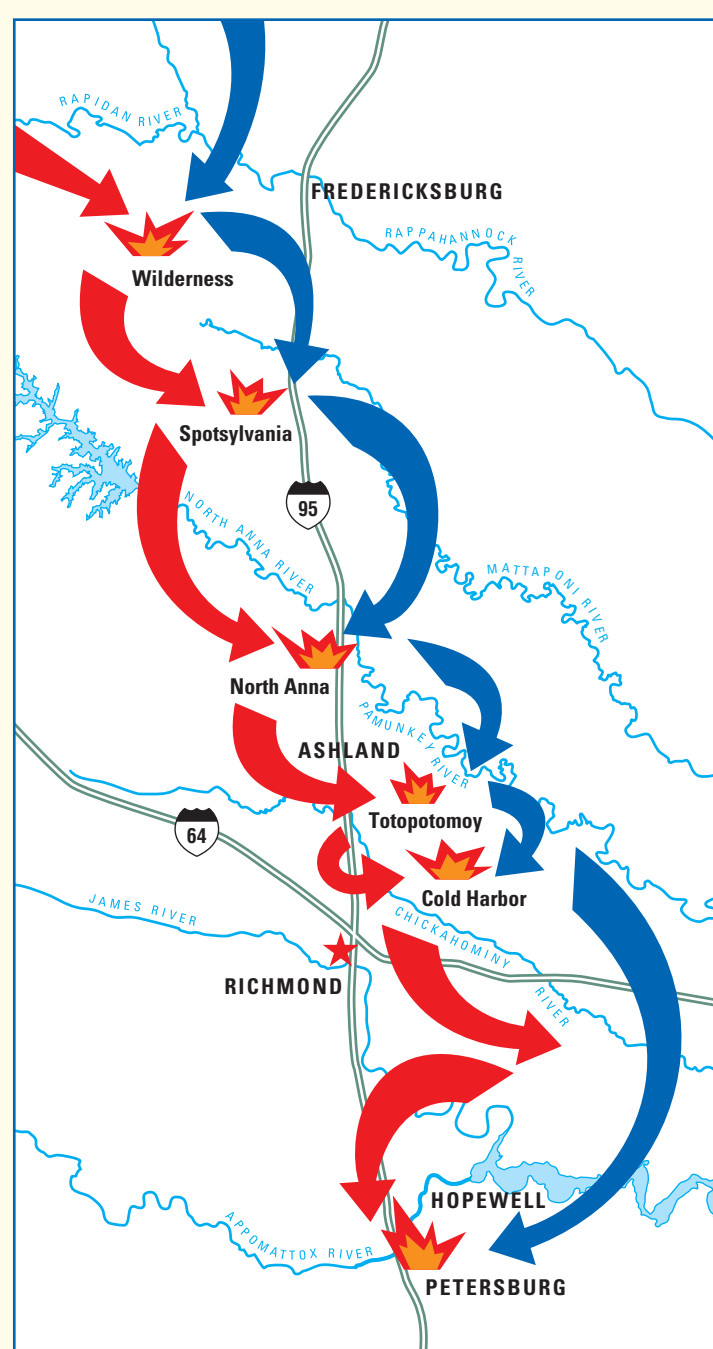 RAPIDAN RIVER
FREDERICKSBURG
RAPPAHANNOCK
RIVER
Wilderness
Spotsylvania
95
NORTH ANNA RIVER
MATTAPONI RIVER
North Anna
PAMUNKEY RIVER
ASHLAND
Totopotomoy
64
Cold Harbor
JAMES RIVER
CHICKAHOMINY
RIVER
RICHMOND
HOPEWELL
APPOMATTOX RIVER
PETERSBURG